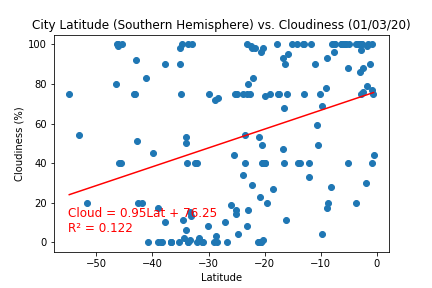 City Latitude (Southern Hemisphere) vs. Cloudiness (01/03/20)
100
80
60
40
20
0
Cloudiness (%)
Cloud = 0.95Lat + 76.25
R² = 0.122
−50 −40 −30 −20 −10 0
Latitude